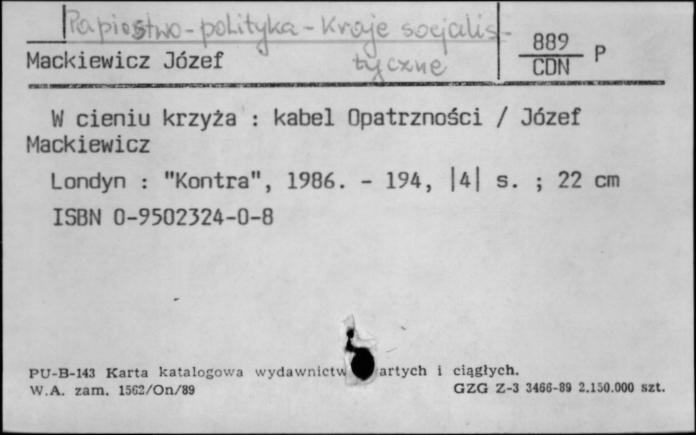 Papiestwo-polityka-Kraje socjalis-
tyczne
889 P
CDN
Mackiewicz Józef
W cieniu krzyża : kabel Opatrzności / Józef
Mackiewicz
Londyn : "Kontra", 1986. - 194, |4| s. ; 22 cm
ISBN 0-9502324-0-8
PU-B-143 Karta katalogowa wydawnictw artych i ciągłych.
W.A. zam. 1562/On/89 GZG Z-3 3466-89 2.150.000 szt.